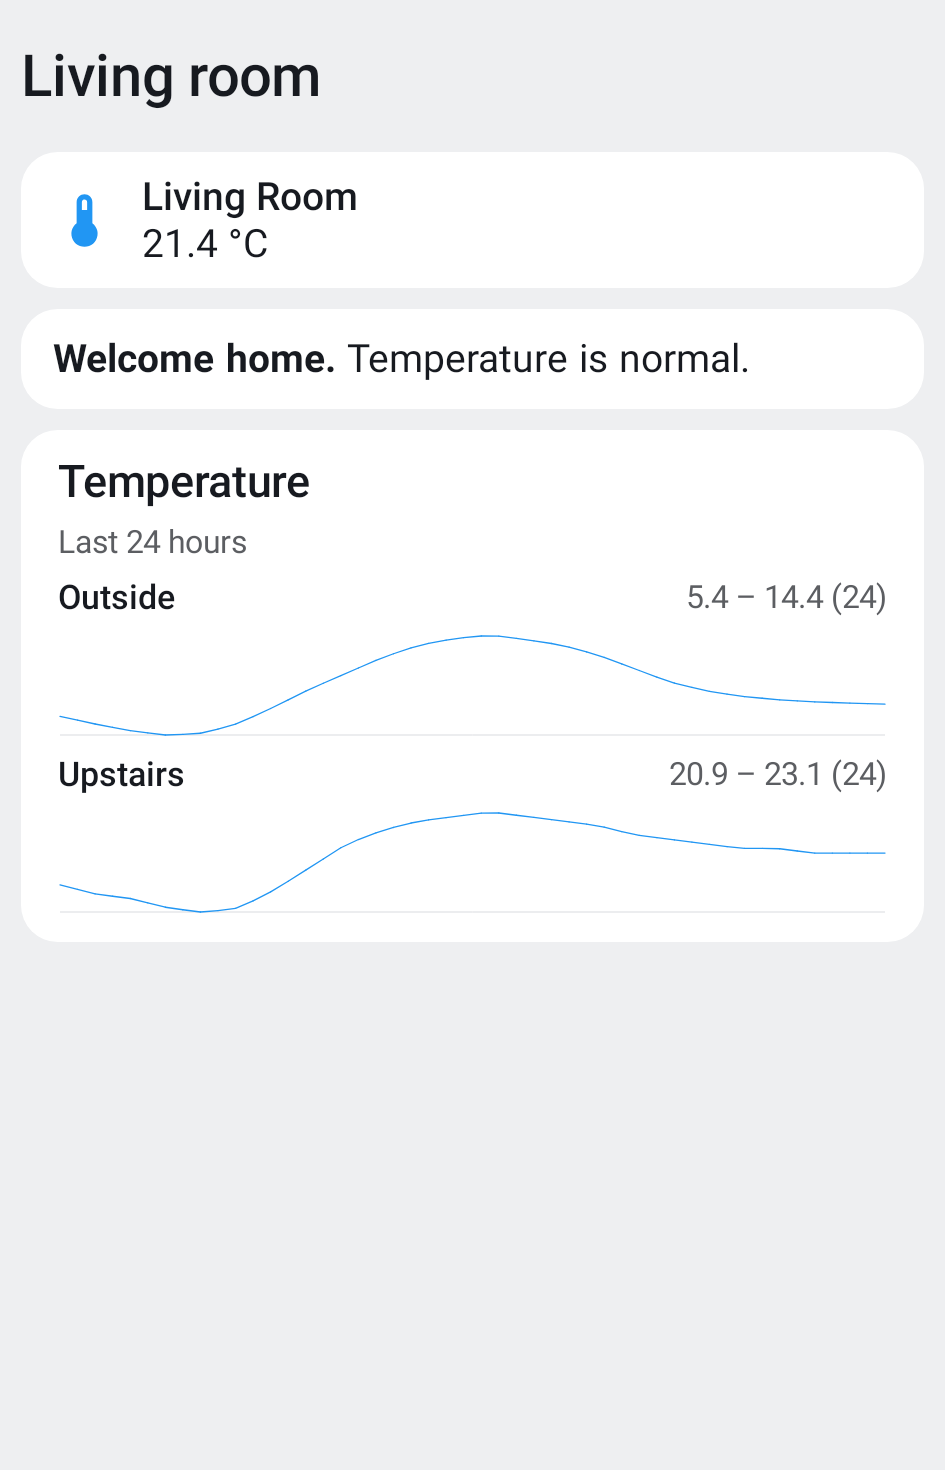 Living room
Living Room
21.4 °C
Welcome home. Temperature is normal.
Temperature
Last 24 hours
Outside 5.4 – 14.4 (24)
Upstairs 20.9 – 23.1 (24)